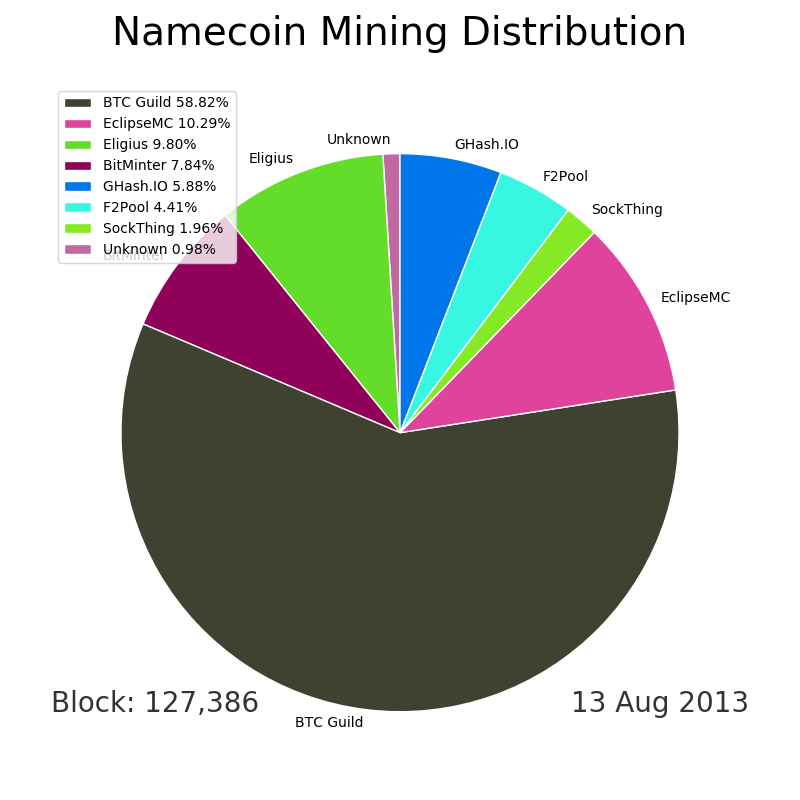 Namecoin Mining Distribution
BTC Guild 58.82%
EclipseMC 10.29%
Eligius 9.80%
BitMinter 7.84%
GHash.IO 5.88%
F2Pool 4.41%
SockThing 1.96%
Unknown 0.98%
BitMinter
Eligius
Unknown
GHash.IO
F2Pool
SockThing
EclipseMC
BTC Guild
Block: 127,386
13 Aug 2013